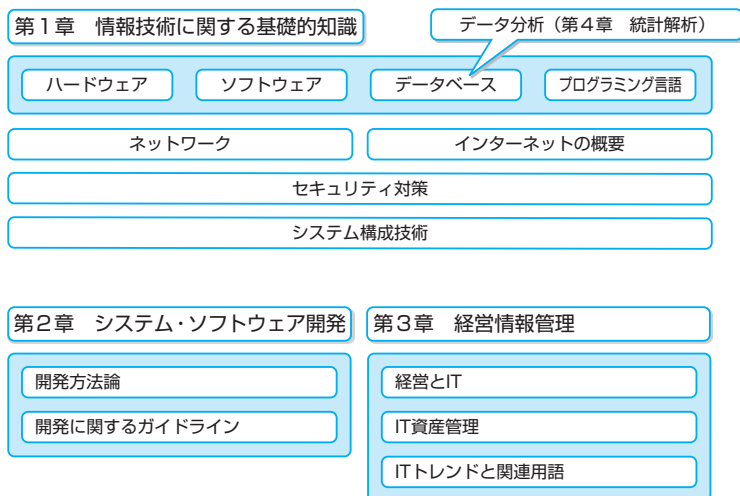 第1章　情報技術に関する基礎的知識
データ分析（第4章　統計解析）
ハードウェア
ソフトウェア
データベース
プログラミング言語
ネットワーク
インターネットの概要
セキュリティ対策
システム構成技術
第2章　システム・ソフトウェア開発
第3章　経営情報管理
開発方法論
経営とIT
開発に関するガイドライン
IT資産管理
ITトレンドと関連用語